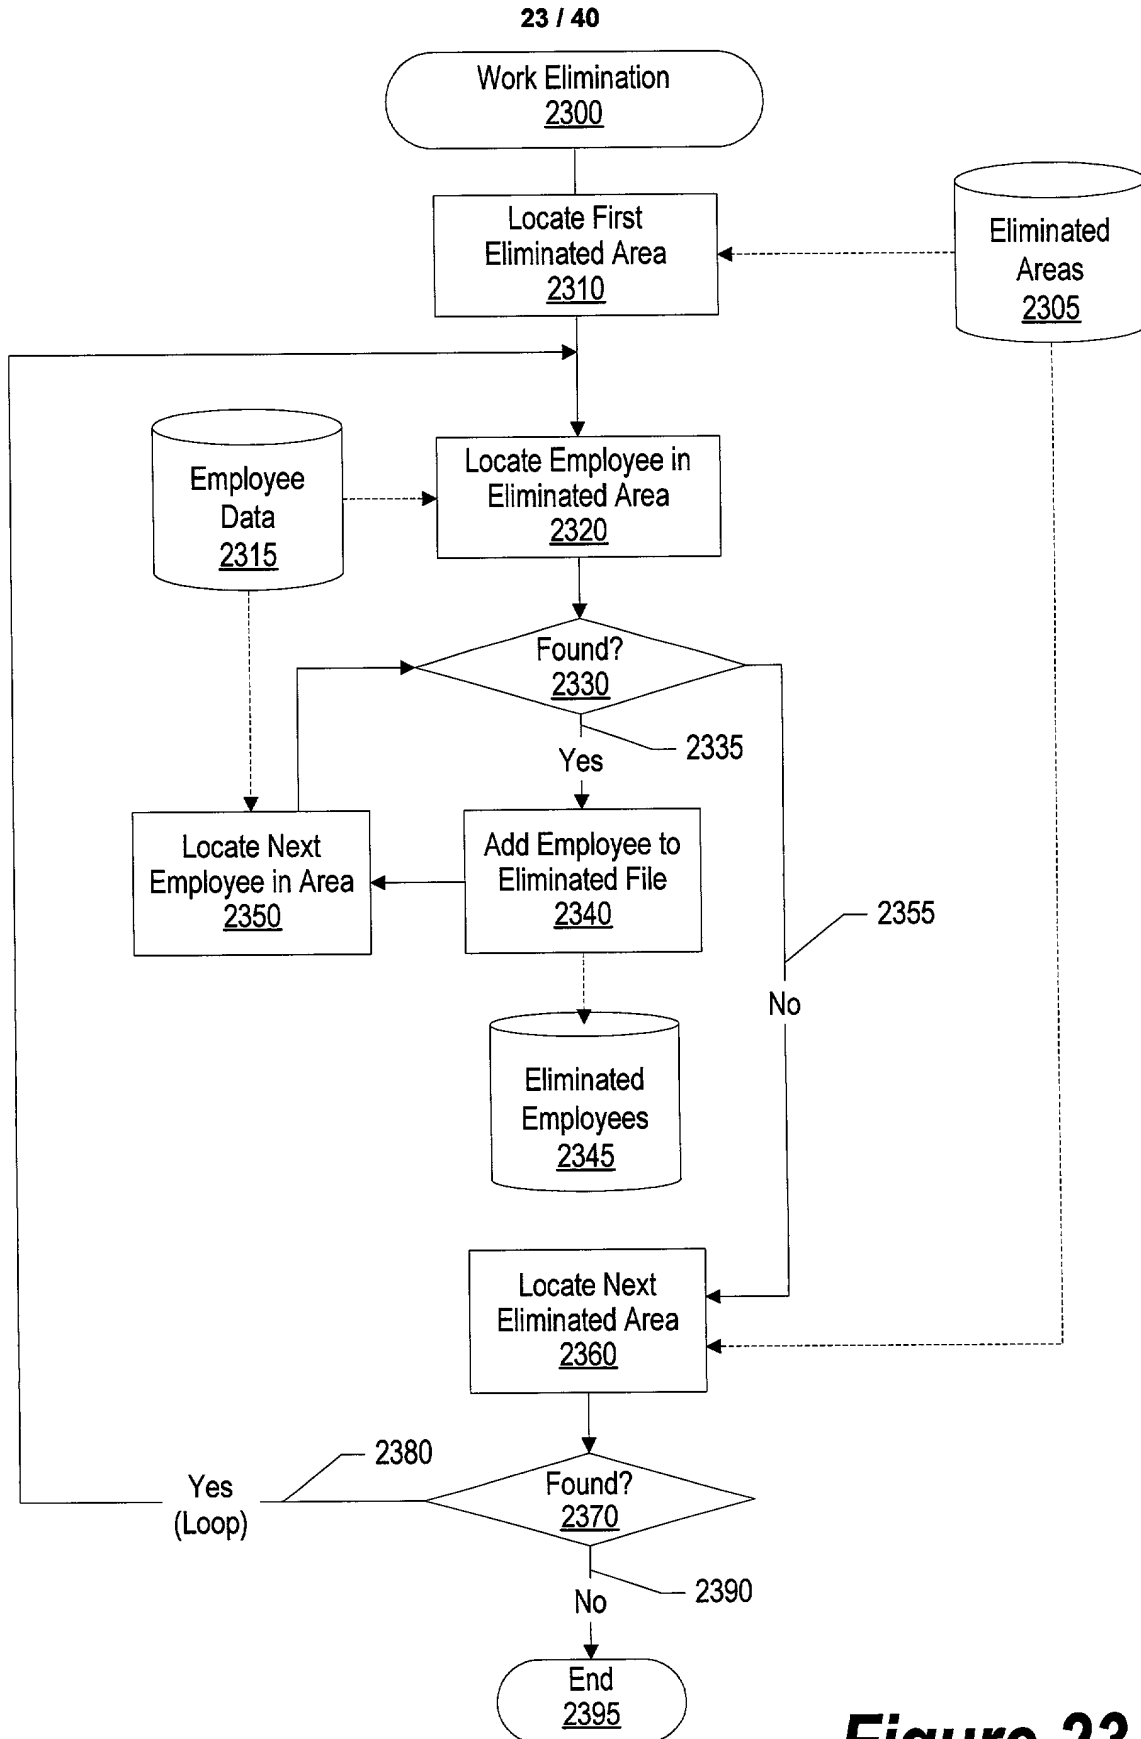 23 / 40
Work Elimination
2300
Locate First
Eliminated Area
2310
Eliminated
Areas
2305
Employee
Data
2315
Locate Employee in
Eliminated Area
2320
Found?
2330
2335
Yes
Locate Next
Employee in Area
2350
Add Employee to
Eliminated File
2340
2355
No
Eliminated
Employees
2345
Locate Next
Eliminated Area
2360
2380
Yes
(Loop)
Found?
2370
2390
No
End
2395
Figure 23